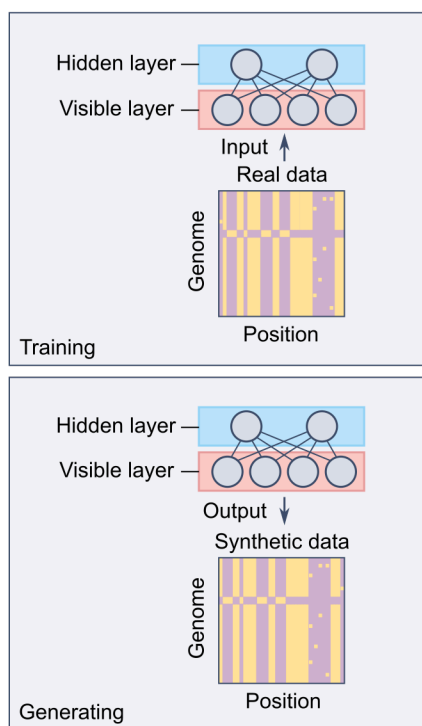 Hidden layer
Visible layer
Input
Real data
Genome
Position
Training
Hidden layer
Visible layer
Output
Synthetic data
Genome
Position
Generating